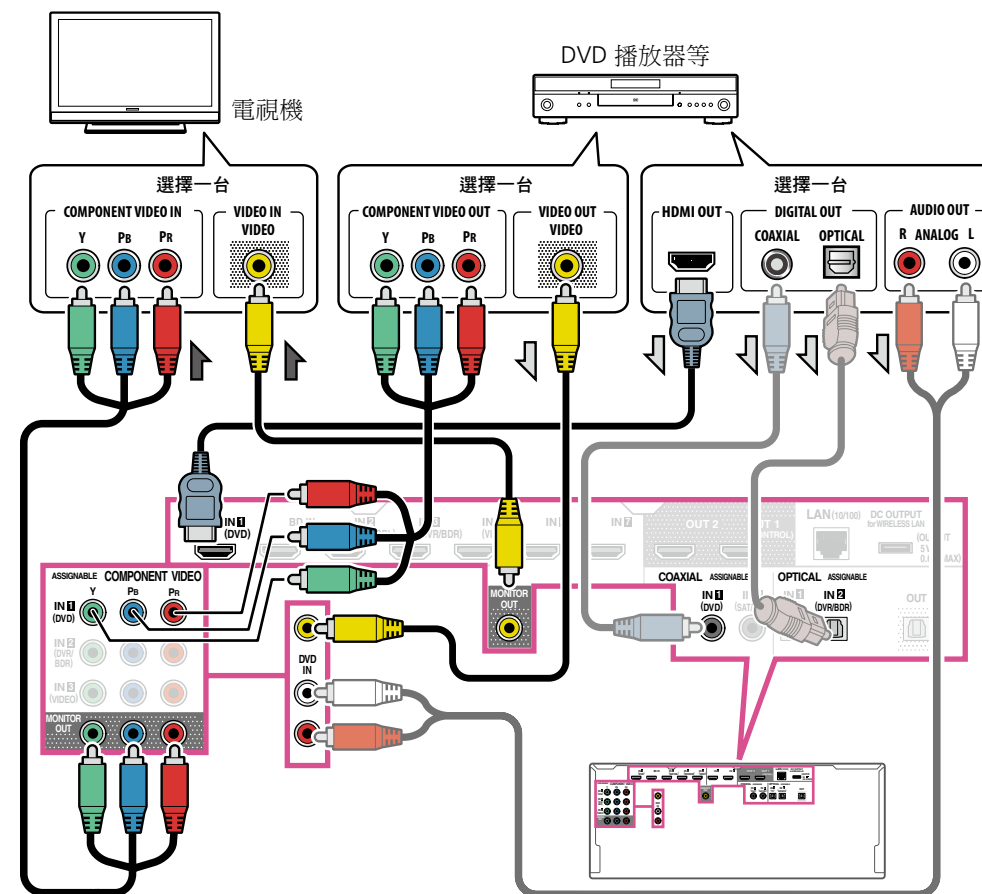 DVD 播放器等
電視機
選擇一台
選擇一台
選擇一台
COMPONENT VIDEO IN
Y PB PR
VIDEO IN
VIDEO
COMPONENT VIDEO OUT
Y PB PR
VIDEO OUT
VIDEO
HDMI OUT
DIGITAL OUT
COAXIAL OPTICAL
AUDIO OUT
R ANALOG L
IN 1
(DVD)
IN 2
IN 7
OUT 2
LAN (10/100)
DC OUTPUT
for WIRELESS LAN
ASSIGNABLE COMPONENT VIDEO
Y PB PR
IN 1
(DVD)
IN 2
(DVR/
BDR)
IN 3
(VIDEO)
MONITOR
OUT
DVD
IN
MONITOR
OUT
COAXIAL ASSIGNABLE
IN 1
(DVD)
OPTICAL ASSIGNABLE
IN 1
IN 2
(DVR/BDR)
OUT